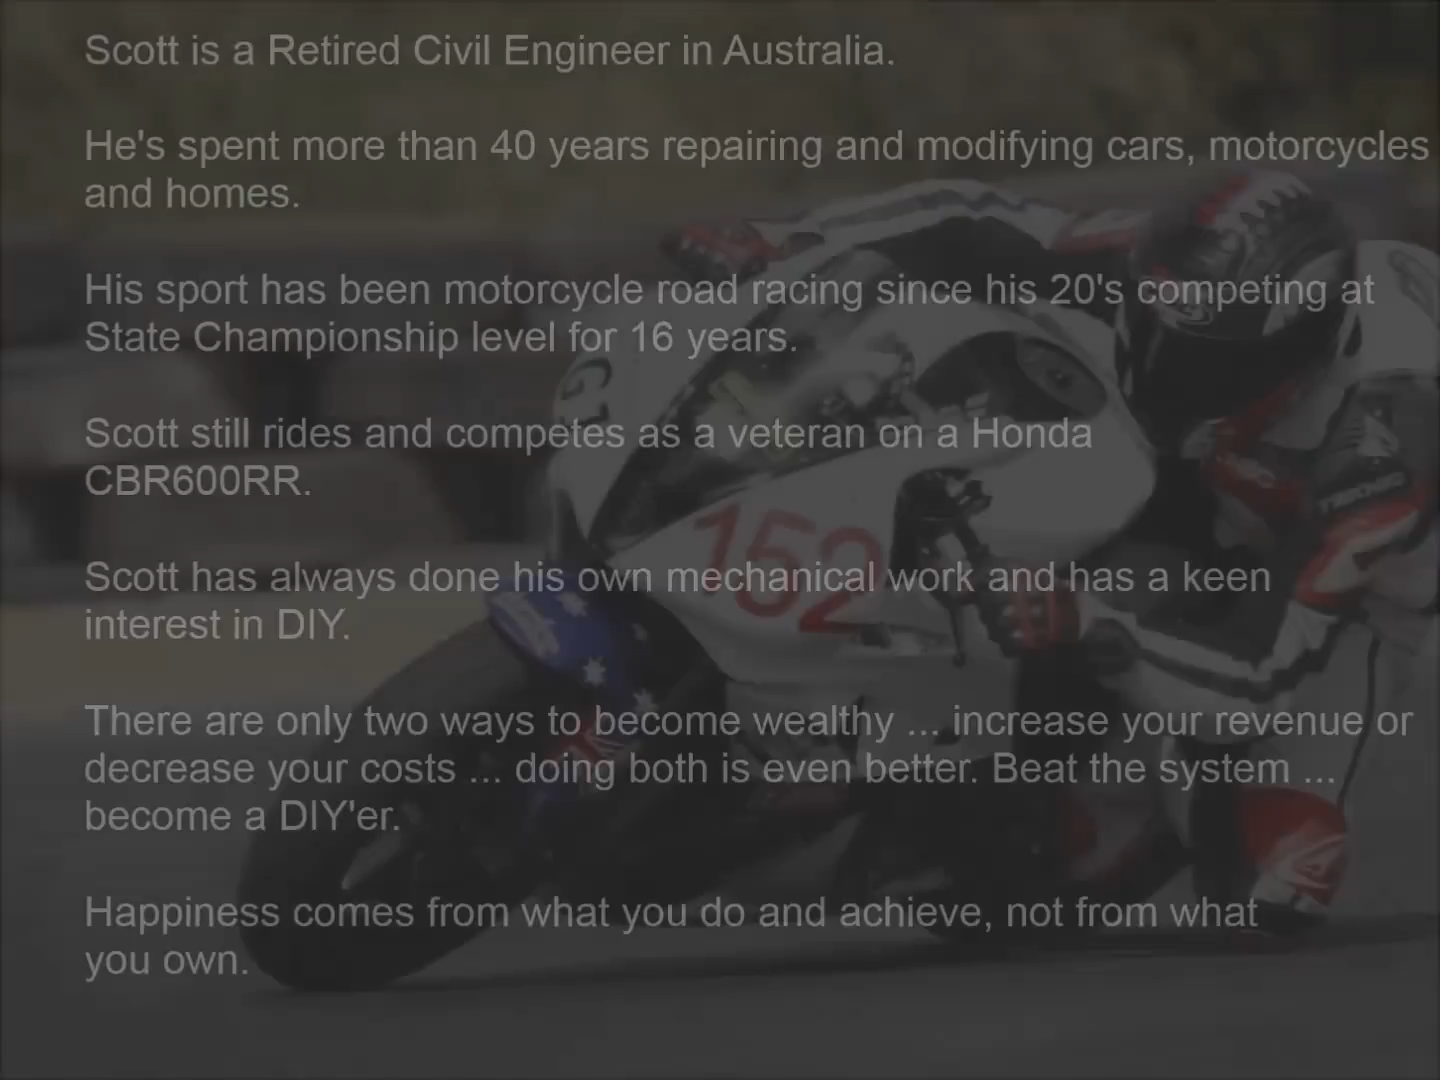 Scott is a Retired Civil Engineer in Australia.
He's spent more than 40 years repairing and modifying cars, motorcycles
and homes.
His sport has been motorcycle road racing since his 20's competing at
State Championship level for 16 years.
Scott still rides and competes as a veteran on a Honda
CBR600RR.
Scott has always done his own mechanical work and has a keen
interest in DIY.
There are only two ways to become wealthy ... increase your revenue or
decrease your costs ... doing both is even better. Beat the system ...
become a DIY'er.
Happiness comes from what you do and achieve, not from what
you own.
152